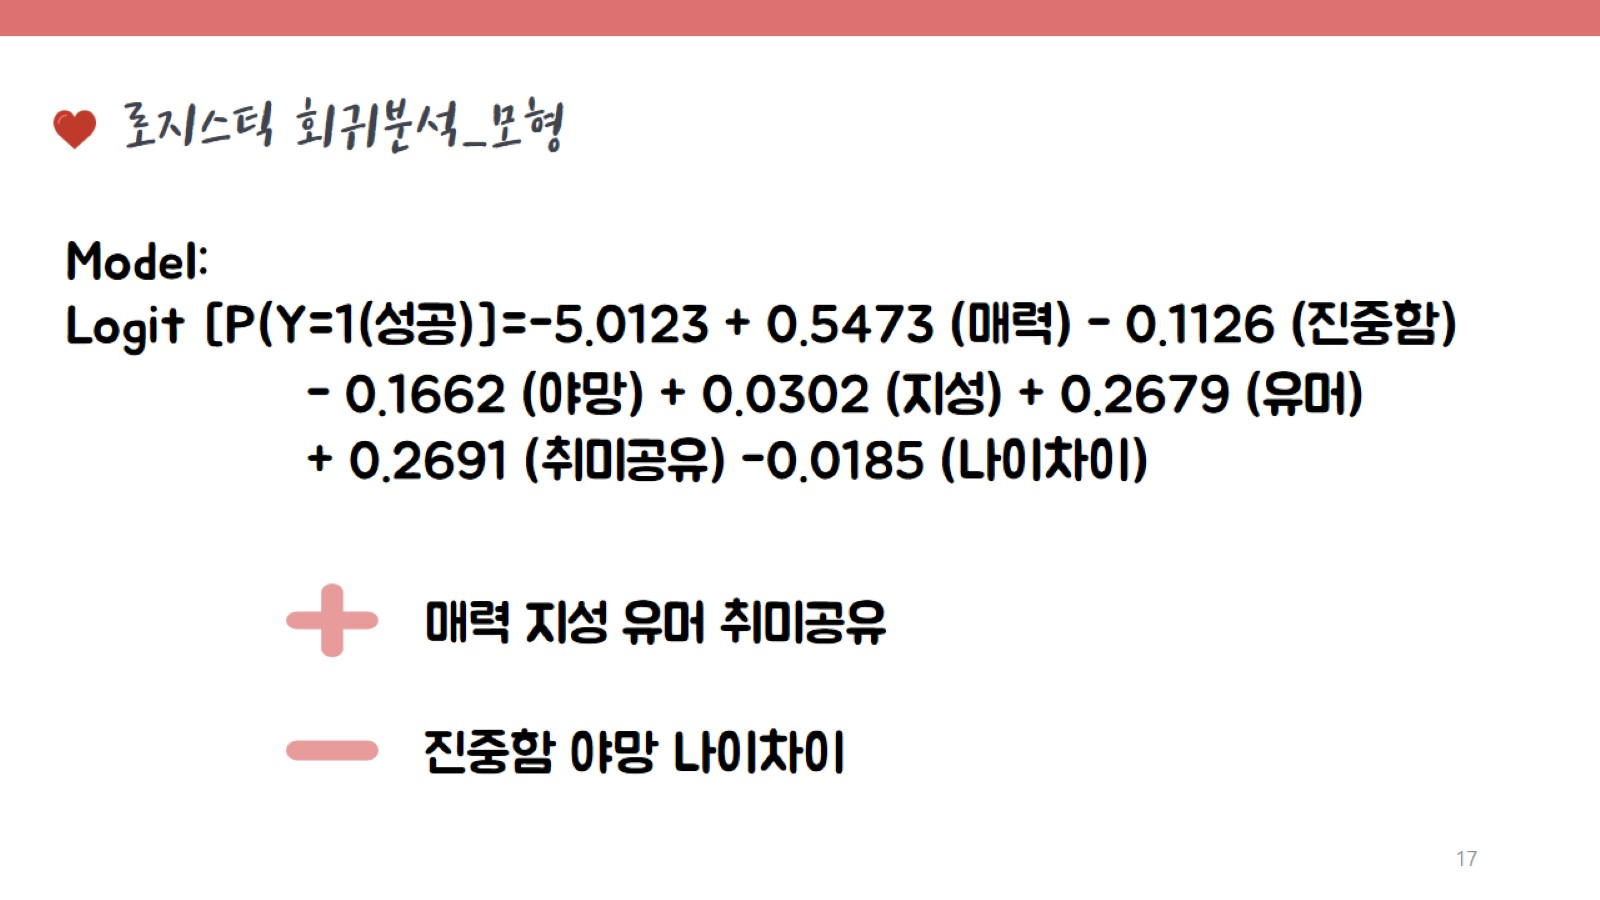 로지스틱 회귀분석_모형
Model:
Logit [P(Y=1(성공)]=-5.0123 + 0.5473 (매력) - 0.1126 (진중함)
- 0.1662 (야망) + 0.0302 (지성) + 0.2679 (유머)
+ 0.2691 (취미공유) -0.0185 (나이차이)
매력 지성 유머 취미공유
진중함 야망 나이차이
17